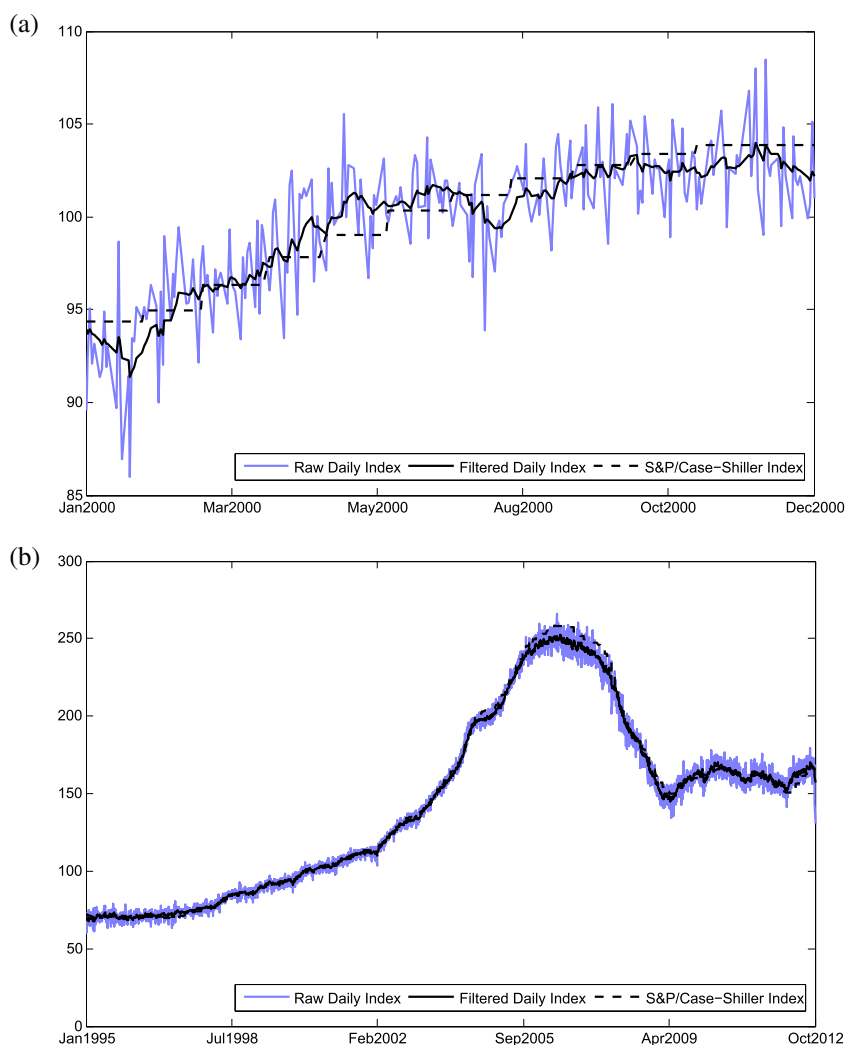 (a)
110
105
100
95
90
85
Raw Daily Index Filtered Daily Index S&P/Case−Shiller Index
Jan2000 Mar2000 May2000 Aug2000 Oct2000 Dec2000
(b)
300
250
200
150
100
50
0
Raw Daily Index Filtered Daily Index S&P/Case−Shiller Index
Jan1995 Jul1998 Feb2002 Sep2005 Apr2009 Oct2012